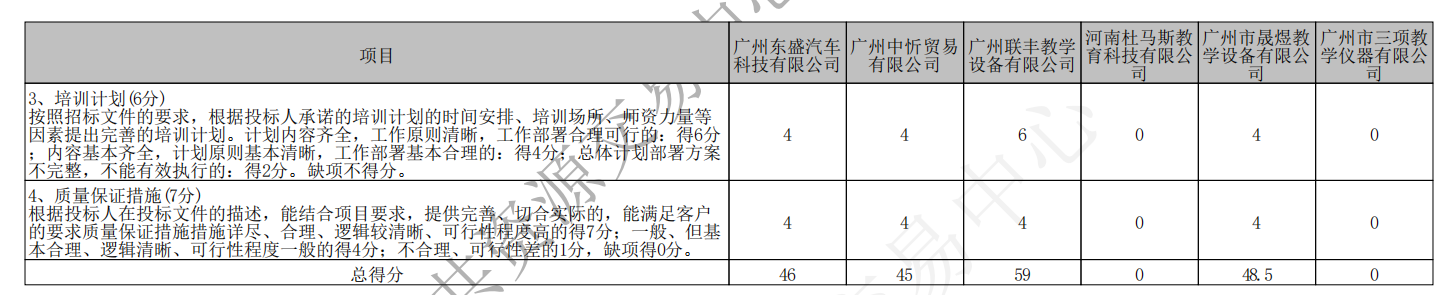 项目
广州东盛汽车
科技有限公司
广州中忻贸易
有限公司
广州联丰教学
设备有限公司
河南杜马斯教
育科技有限公
司
广州市晟煜教
学设备有限公
司
广州市三项教
学仪器有限公
司
3、培训计划(6分)
按照招标文件的要求，根据投标人承诺的培训计划的时间安排、培训场所、师资力量等
因素提出完善的培训计划。计划内容齐全，工作原则清晰，工作部署合理可行的：得6分
；内容基本齐全，计划原则基本清晰，工作部署基本合理的：得4分；总体计划部署方案
不完整，不能有效执行的：得2分。缺项不得分。
4 4 6 0 4 0
4、质量保证措施(7分)
根据投标人在投标文件的描述，能结合项目要求，提供完善、切合实际的，能满足客户
的要求质量保证措施措施详尽、合理、逻辑较清晰、可行性程度高的得7分；一般、但基
本合理、逻辑清晰、可行性程度一般的得4分；不合理、可行性差的1分，缺项得0分。
4 4 4 0 4 0
总得分 46 45 59 0 48.5 0
共资源交易中心
易中心